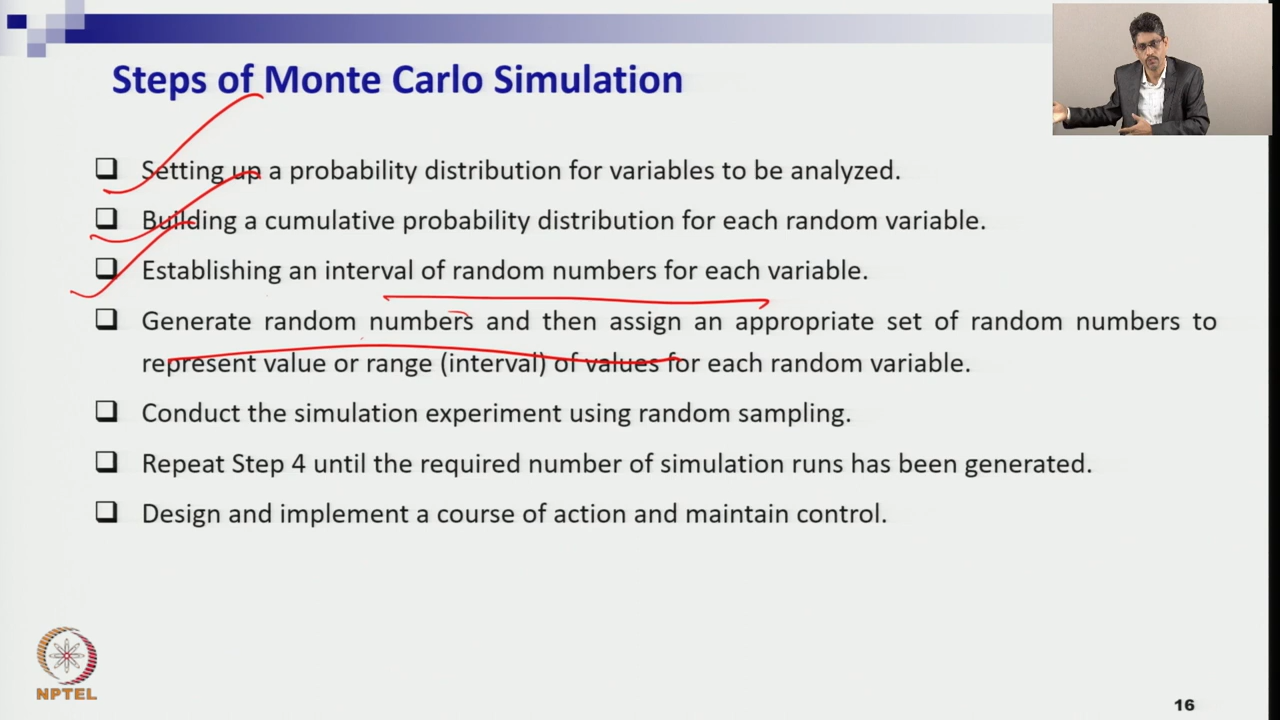 Steps of Monte Carlo Simulation
❑ Setting up a probability distribution for variables to be analyzed.
❑ Building a cumulative probability distribution for each random variable.
❑ Establishing an interval of random numbers for each variable.
❑ Generate random numbers and then assign an appropriate set of random numbers to
represent value or range (interval) of values for each random variable.
❑ Conduct the simulation experiment using random sampling.
❑ Repeat Step 4 until the required number of simulation runs has been generated.
❑ Design and implement a course of action and maintain control.
NPTEL
16